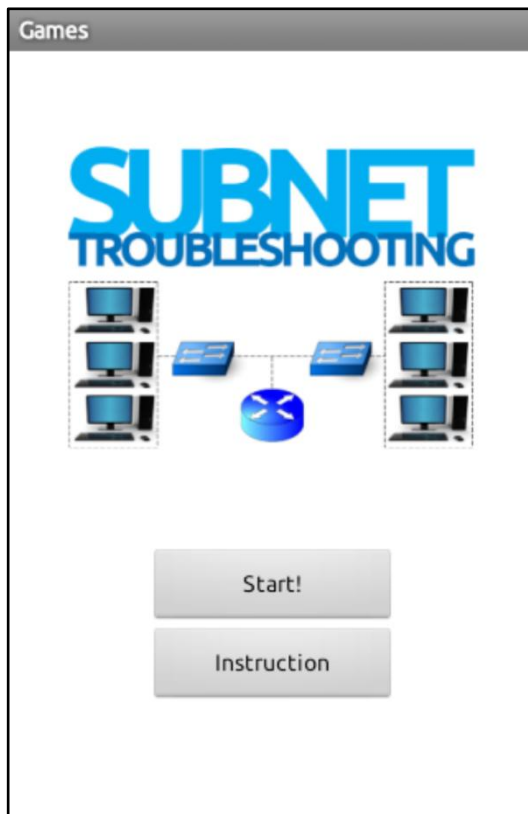 Games
SUBNET
TROUBLESHOOTING
Start!
Instruction